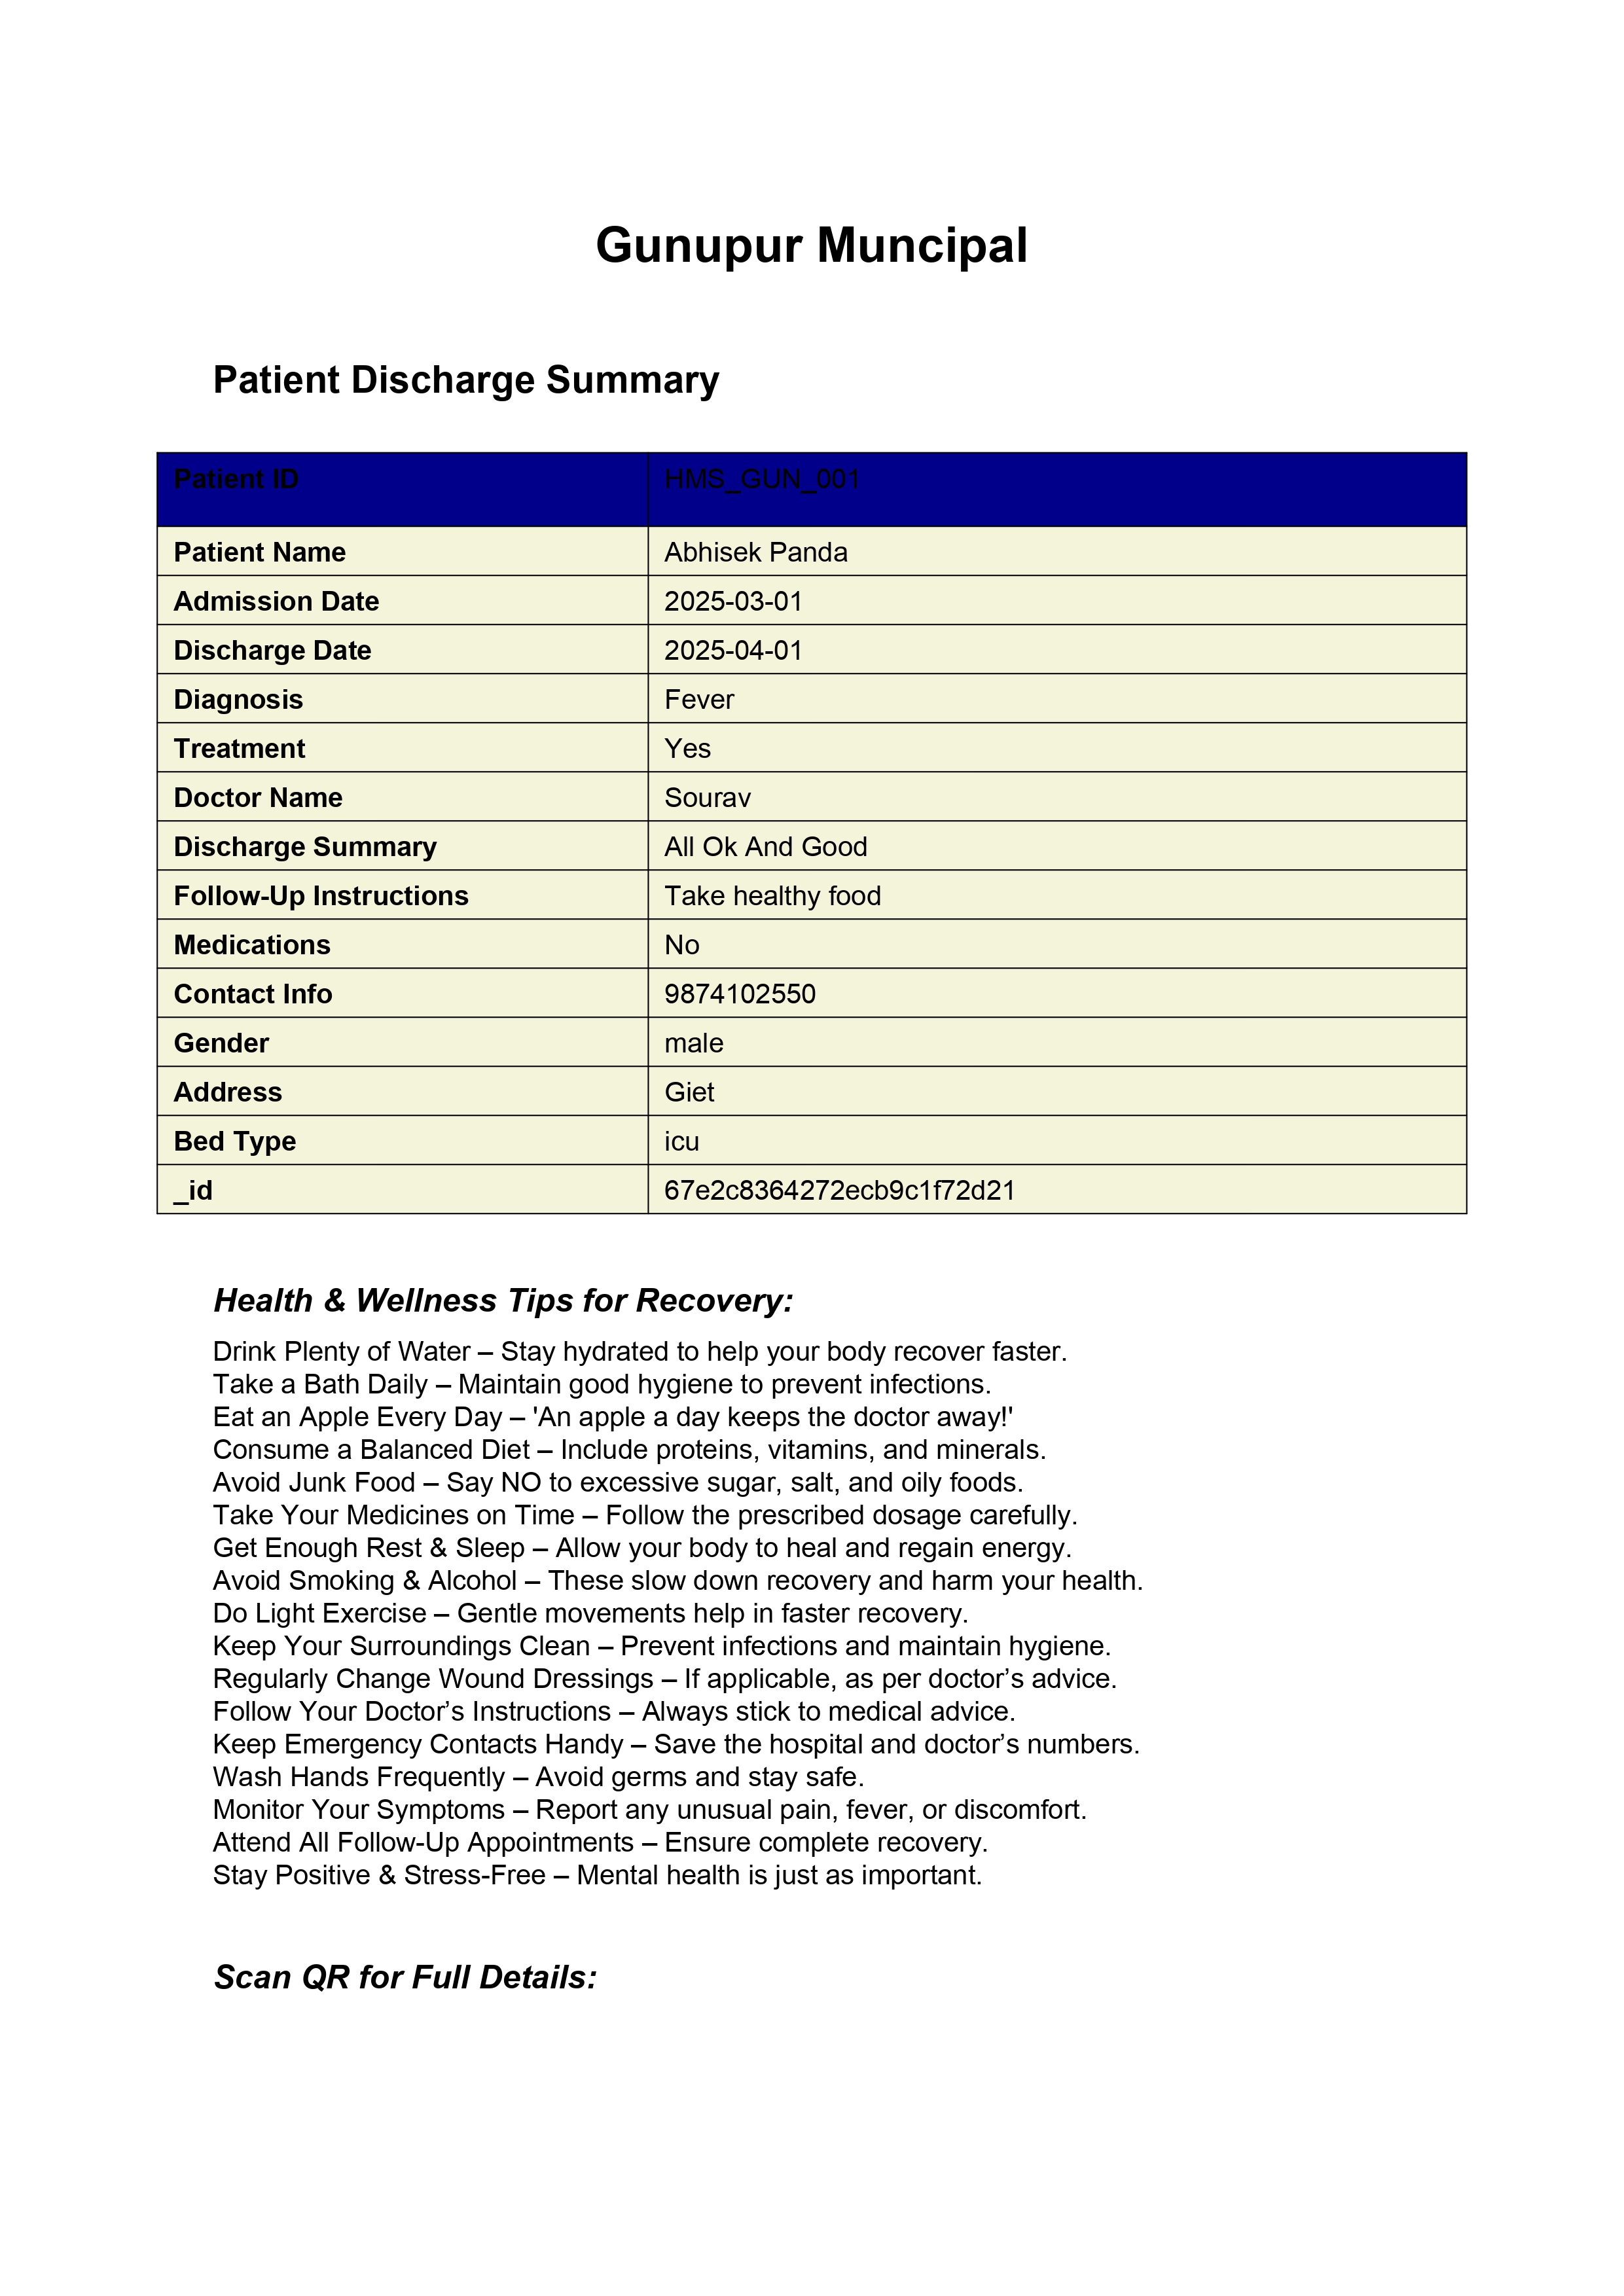 Gunupur Muncipal
Patient Discharge Summary
Patient ID HMS_GUN_001
Patient Name Abhisek Panda
Admission Date 2025-03-01
Discharge Date 2025-04-01
Diagnosis Fever
Treatment Yes
Doctor Name Sourav
Discharge Summary All Ok And Good
Follow-Up Instructions Take healthy food
Medications No
Contact Info 9874102550
Gender male
Address Giet
Bed Type icu
_id 67e2c8364272ecb9c1f72d21
Health & Wellness Tips for Recovery:
Drink Plenty of Water – Stay hydrated to help your body recover faster.
Take a Bath Daily – Maintain good hygiene to prevent infections.
Eat an Apple Every Day – 'An apple a day keeps the doctor away!'
Consume a Balanced Diet – Include proteins, vitamins, and minerals.
Avoid Junk Food – Say NO to excessive sugar, salt, and oily foods.
Take Your Medicines on Time – Follow the prescribed dosage carefully.
Get Enough Rest & Sleep – Allow your body to heal and regain energy.
Avoid Smoking & Alcohol – These slow down recovery and harm your health.
Do Light Exercise – Gentle movements help in faster recovery.
Keep Your Surroundings Clean – Prevent infections and maintain hygiene.
Regularly Change Wound Dressings – If applicable, as per doctor’s advice.
Follow Your Doctor’s Instructions – Always stick to medical advice.
Keep Emergency Contacts Handy – Save the hospital and doctor’s numbers.
Wash Hands Frequently – Avoid germs and stay safe.
Monitor Your Symptoms – Report any unusual pain, fever, or discomfort.
Attend All Follow-Up Appointments – Ensure complete recovery.
Stay Positive & Stress-Free – Mental health is just as important.
Scan QR for Full Details: